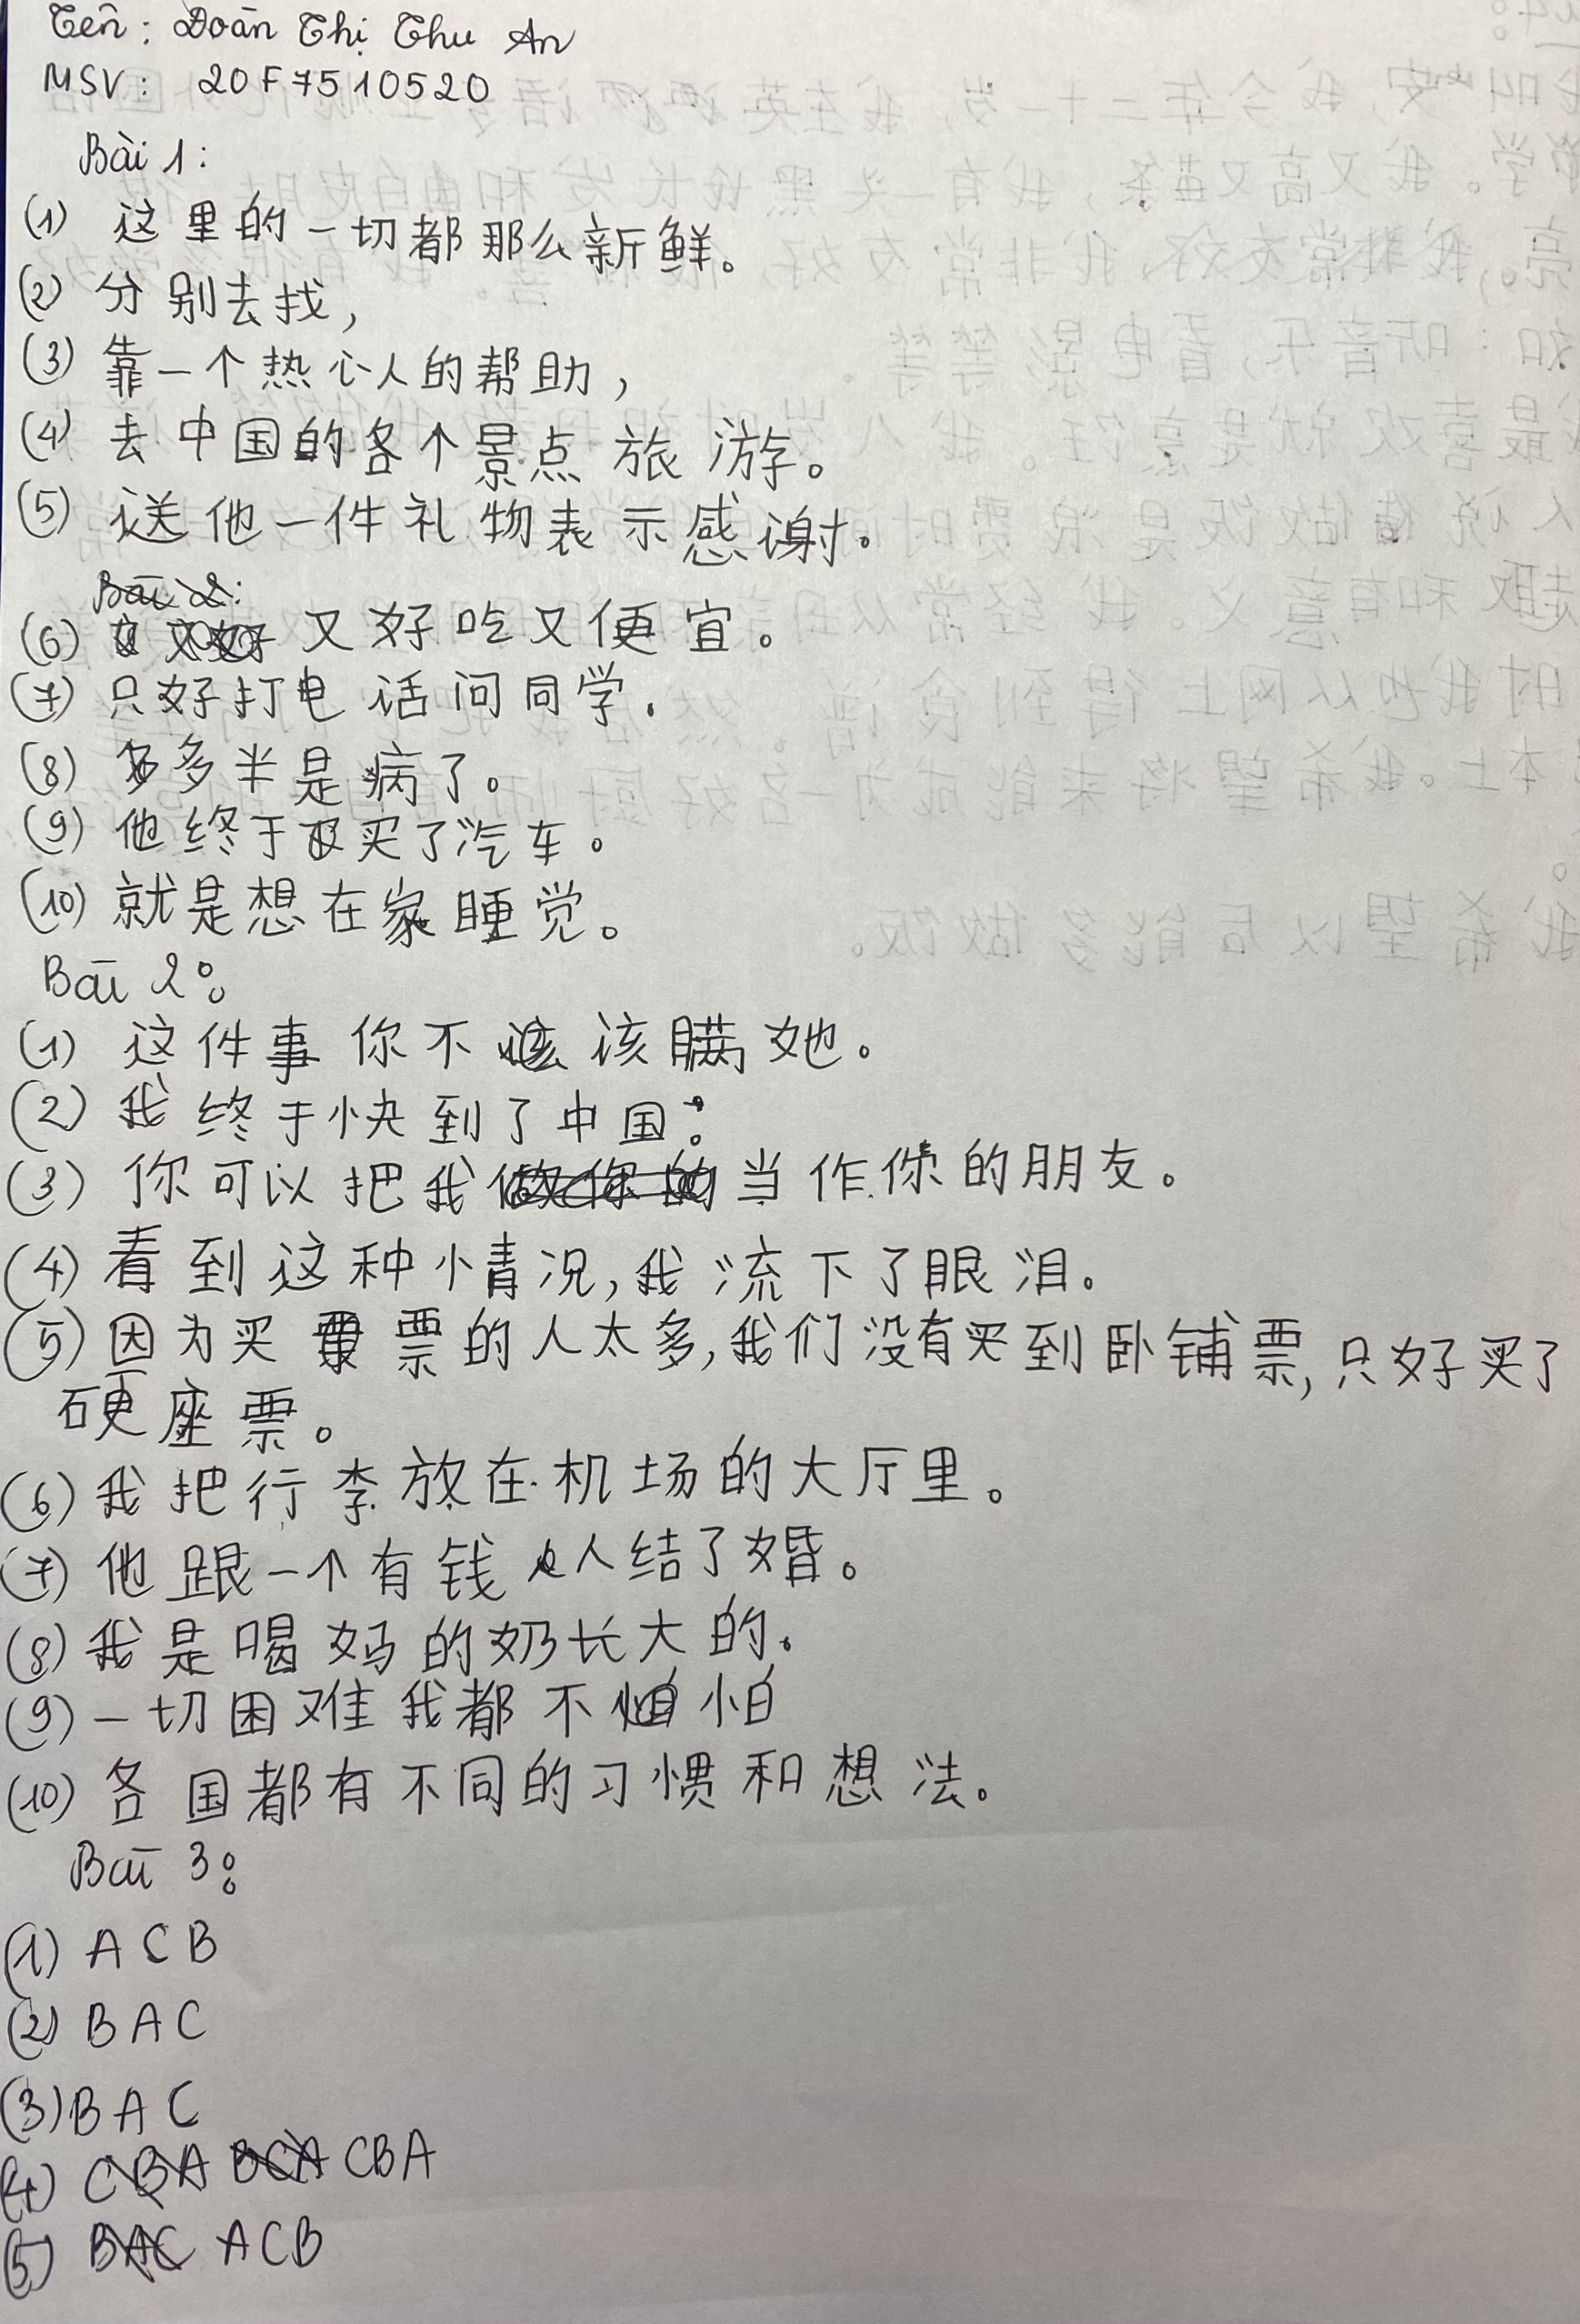 Tên: Đoàn Thị Thu An
MSV: 20F7510520
Bài 1:
(1) 这里的一切都那么新鲜。
(2) 分别去找,
(3) 靠一个热心人的帮助,
(4) 去中国的各个景点旅游。
(5) 送他一件礼物表示感谢。
Bài 2:
(6) 又好吃又便宜。
(7) 只好打电话问同学.
(8) 多半是病了。
(9) 他终于买了汽车。
(10) 就是想在家睡觉。
Bài 2:
(1) 这件事你不该瞒她。
(2) 我终于快到了中国。
(3) 你可以把我当作你的朋友。
(4) 看到这种情况,我流下了眼泪。
(5) 因为买票的人太多,我们没有买到卧铺票,只好买了
硬座票。
(6) 我把行李放在机场的大厅里。
(7) 他跟一个有钱人结了婚。
(8) 我是喝妈的奶长大的.
(9) 一切困难我都不怕
(10) 各国都有不同的习惯和想法。
Bài 3:
(1) ACB
(2) BAC
(3) BAC
(4) CBA BCA CBA
(5) BAC ACB